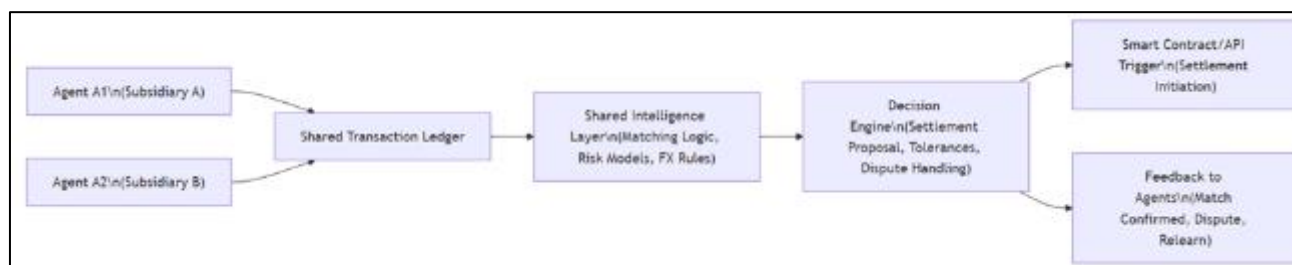 Agent A1\n(Subsidiary A)
Agent A2\n(Subsidiary B)
Shared Transaction Ledger
Shared Intelligence
Layer\n(Matching Logic,
Risk Models, FX Rules)
Decision
Engine\n(Settlement
Proposal, Tolerances,
Dispute Handling)
Smart Contract/API
Trigger\n(Settlement
Initiation)
Feedback to
Agents\n(Match
Confirmed, Dispute,
Relearn)